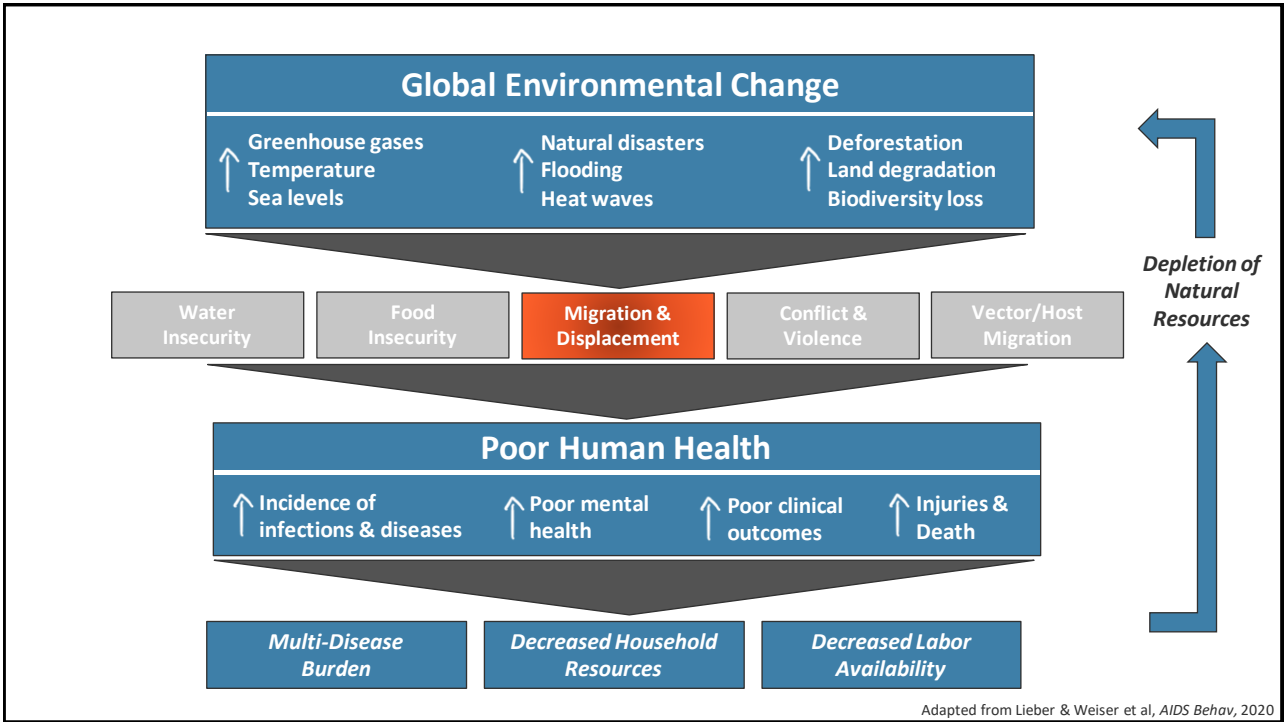 Global Environmental Change
Greenhouse gases
Temperature
Sea levels
Natural disasters
Flooding
Heat waves
Deforestation
Land degradation
Biodiversity loss
Depletion of
Natural
Resources
Water
Insecurity
Food
Insecurity
Migration &
Displacement
Conflict &
Violence
Vector/Host
Migration
Poor Human Health
Incidence of
infections & diseases
Poor mental
health
Poor clinical
outcomes
Injuries &
Death
Multi-Disease
Burden
Decreased Household
Resources
Decreased Labor
Availability
Adapted from Lieber & Weiser et al, AIDS Behav, 2020